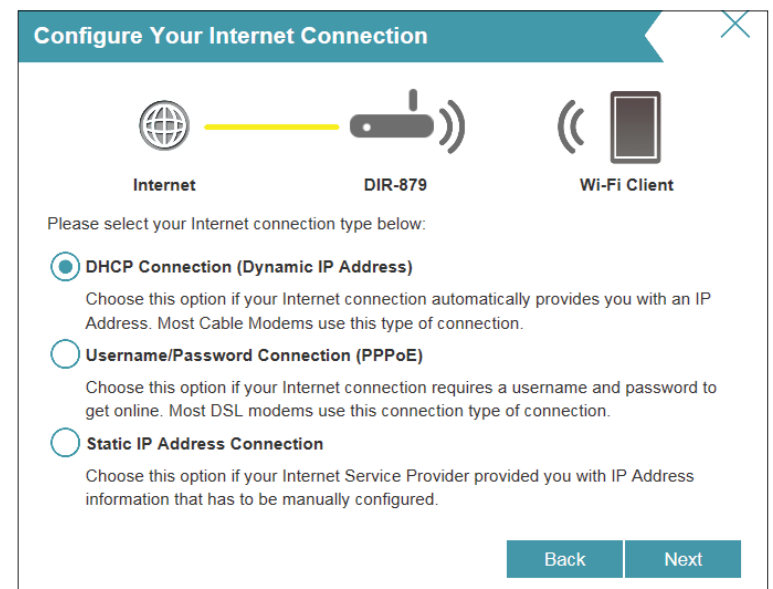 Configure Your Internet Connection
Internet
DIR-879
Wi-Fi Client
Please select your Internet connection type below:
DHCP Connection (Dynamic IP Address)
Choose this option if your Internet connection automatically provides you with an IP
Address. Most Cable Modems use this type of connection.
Username/Password Connection (PPPoE)
Choose this option if your Internet connection requires a username and password to
get online. Most DSL modems use this connection type of connection.
Static IP Address Connection
Choose this option if your Internet Service Provider provided you with IP Address
information that has to be manually configured.
Back
Next